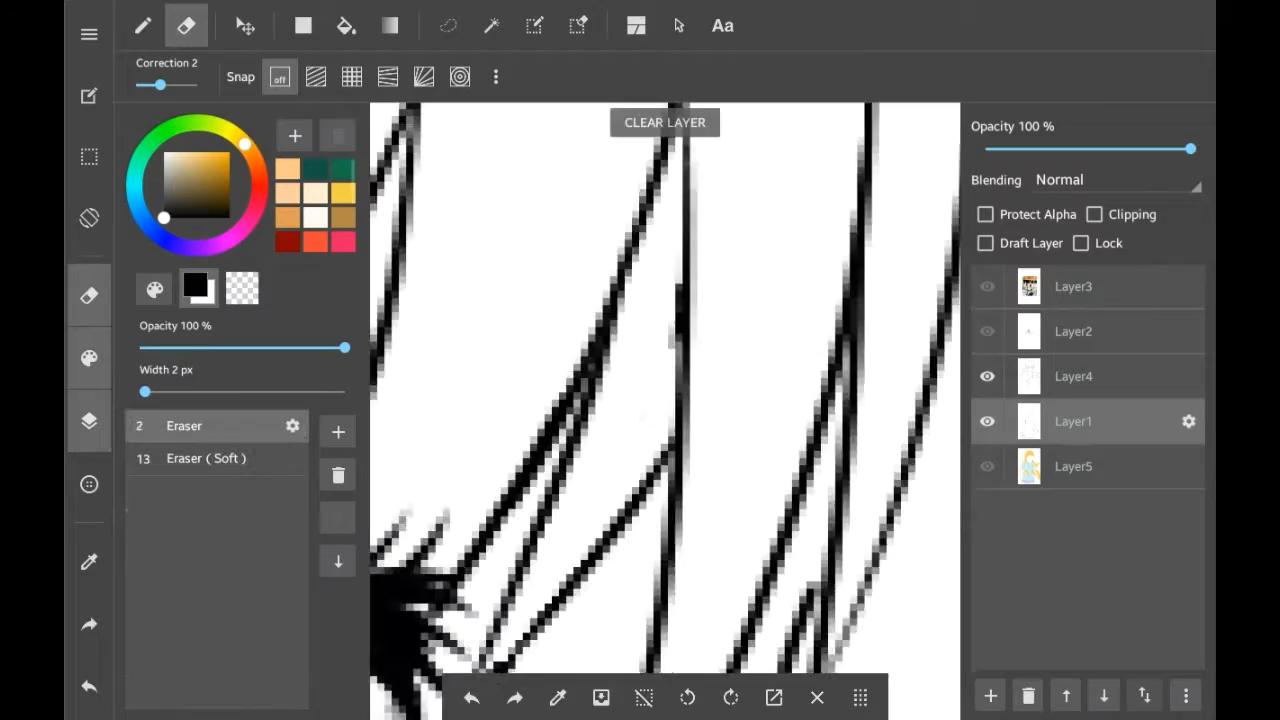 Aa
Correction 2
Snap
off
CLEAR LAYER
Opacity 100 %
Width 2 px
2 Eraser
13 Eraser ( Soft )
Opacity 100 %
Blending Normal
Protect Alpha Clipping
Draft Layer Lock
Layer3
Layer2
Layer4
Layer1
Layer5